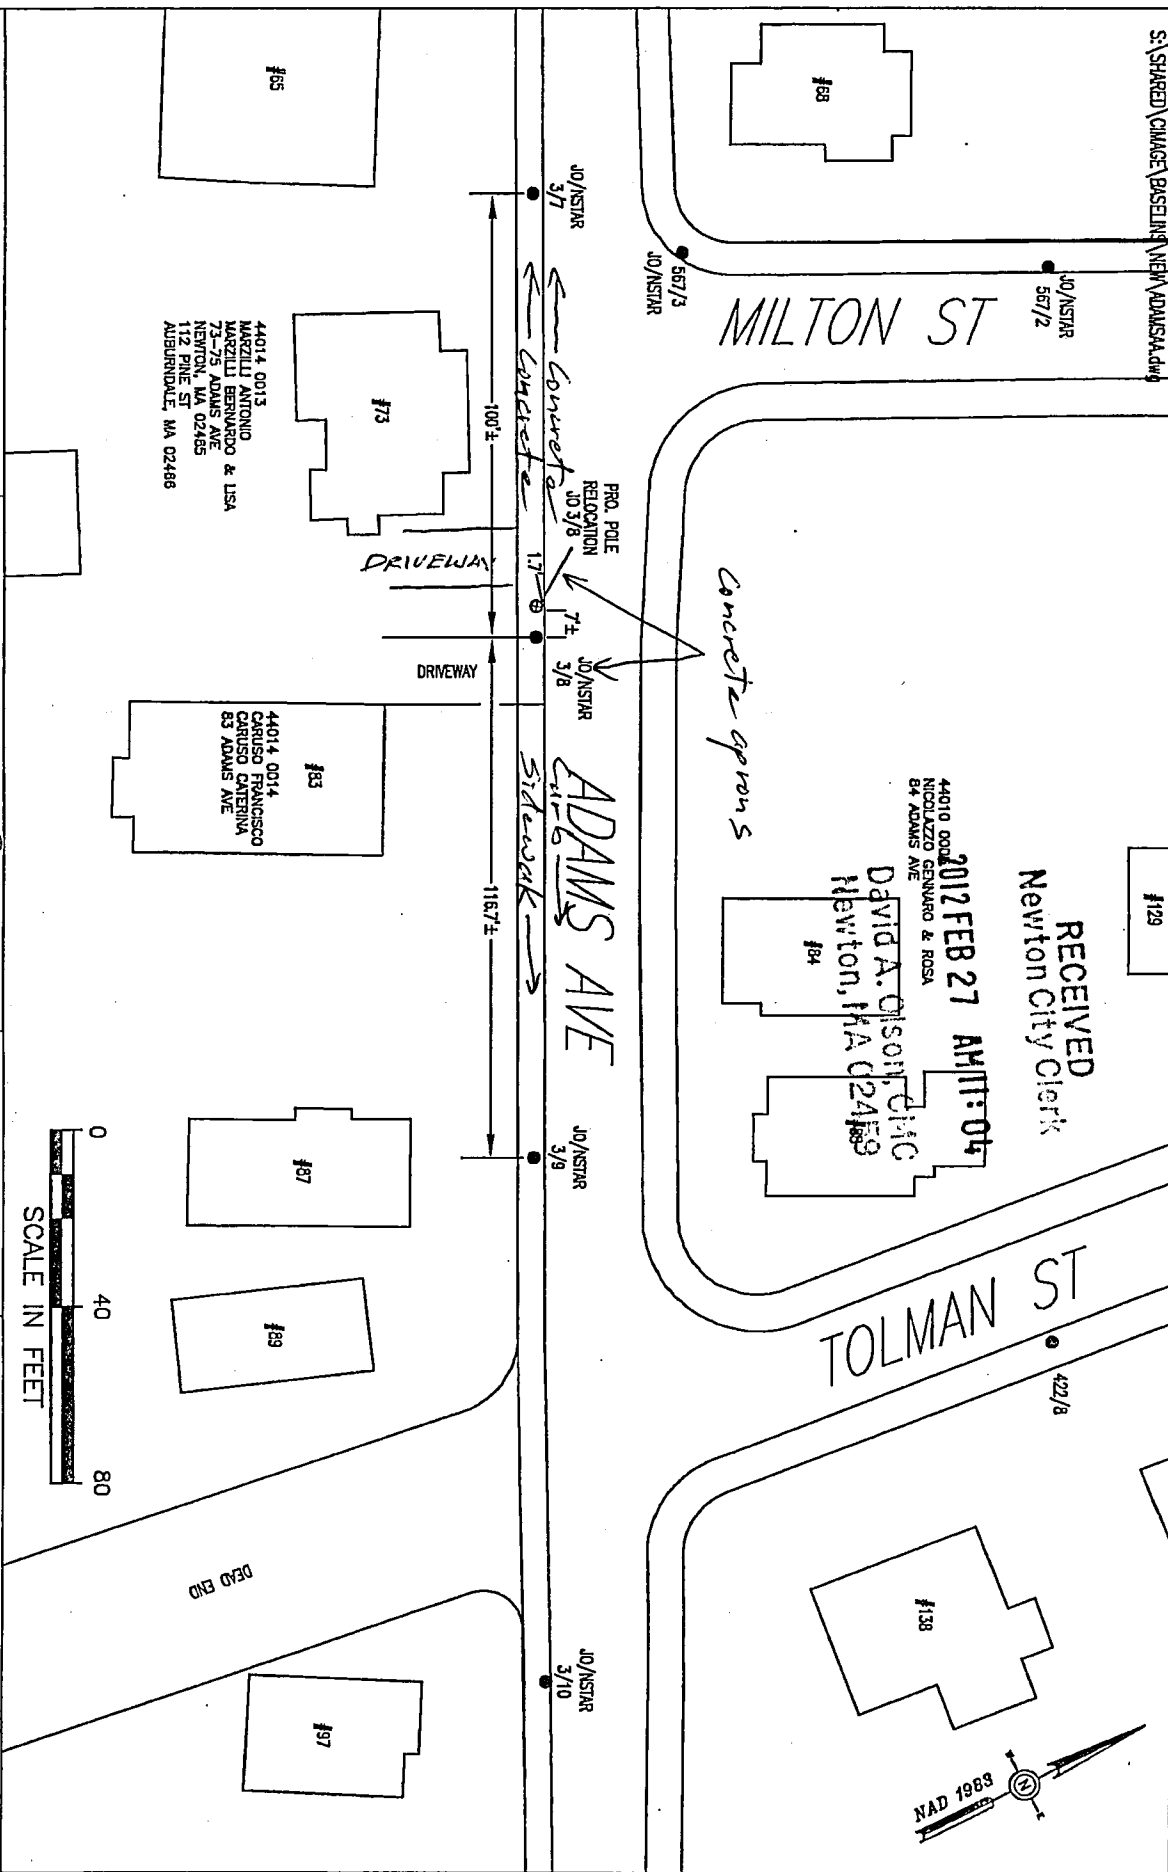 S:\SHARED\CIMAGE\BASELINS\NEW\ADAMSAA.dwg
#129
RECEIVED
Newton City Clerk
2012 FEB 27 AM 11:04
David A. Olson, CMC
Newton, MA 02459
44010
NICOLAZZO GENNARO & ROSA
84 ADAMS AVE
#84
#68
JO/NSTAR
567/2
567/3
JO/NSTAR
MILTON ST
TOLMAN ST
422/8
#138
NAD 1983
N
Concrete aprons
JO/NSTAR
3/7
PRO. POLE
RELOCATION
JO 3/8
JO/NSTAR
3/8
JO/NSTAR
3/9
JO/NSTAR
3/10
ADAMS AVE
Concrete
Curb
Concrete
Sidewalk
1.7'
7'±
100'±
116.7'±
DRIVEWAY
DRIVEWAY
#65
#73
44014 0013
MARZILLI ANTONIO
MARZILLI BERNARDO & LISA
73-75 ADAMS AVE
NEWTON, MA 02465
112 PINE ST
AUBURNDALE, MA 02466
#83
44014 0014
CARUSO FRANCISCO
CARUSO CATERINA
83 ADAMS AVE
#87
#89
#97
DEAD END
0 40 80
SCALE IN FEET